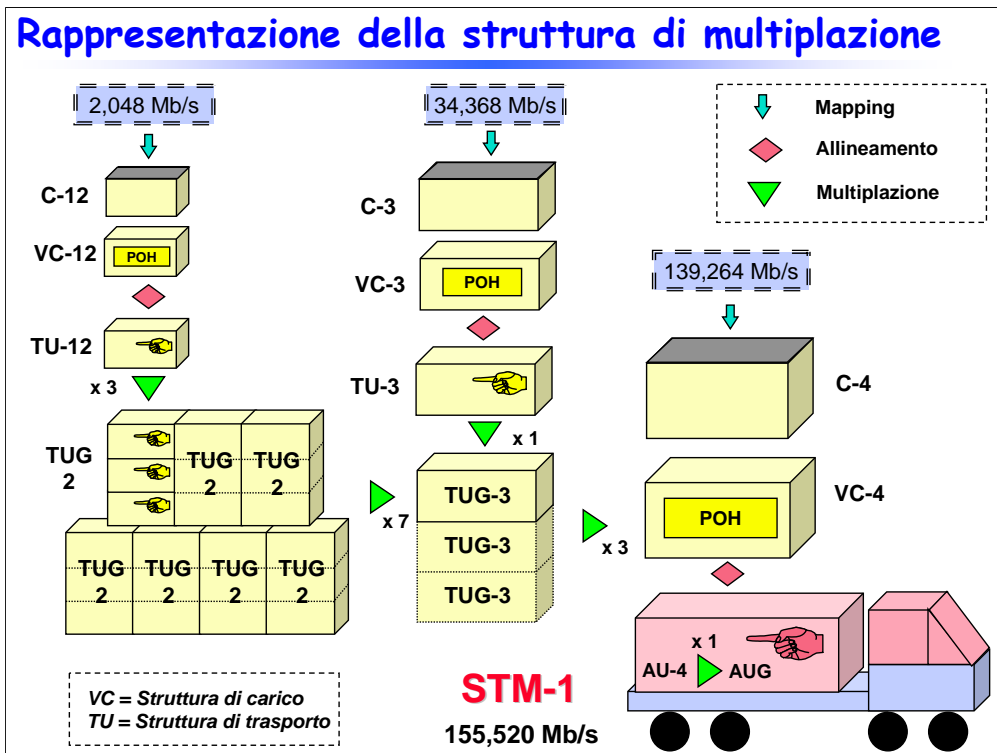 Rappresentazione della struttura di multiplazione
2,048 Mb/s
C-12
VC-12
POH
TU-12
x 3
TUG
2
TUG
2
TUG
2
TUG
2
TUG
2
TUG
2
TUG
2
x 7
34,368 Mb/s
C-3
VC-3
POH
TU-3
x 1
TUG-3
TUG-3
TUG-3
x 3
Mapping
Allineamento
Multiplazione
139,264 Mb/s
C-4
VC-4
POH
x 1
AU-4
AUG
VC = Struttura di carico
TU = Struttura di trasporto
STM-1
155,520 Mb/s